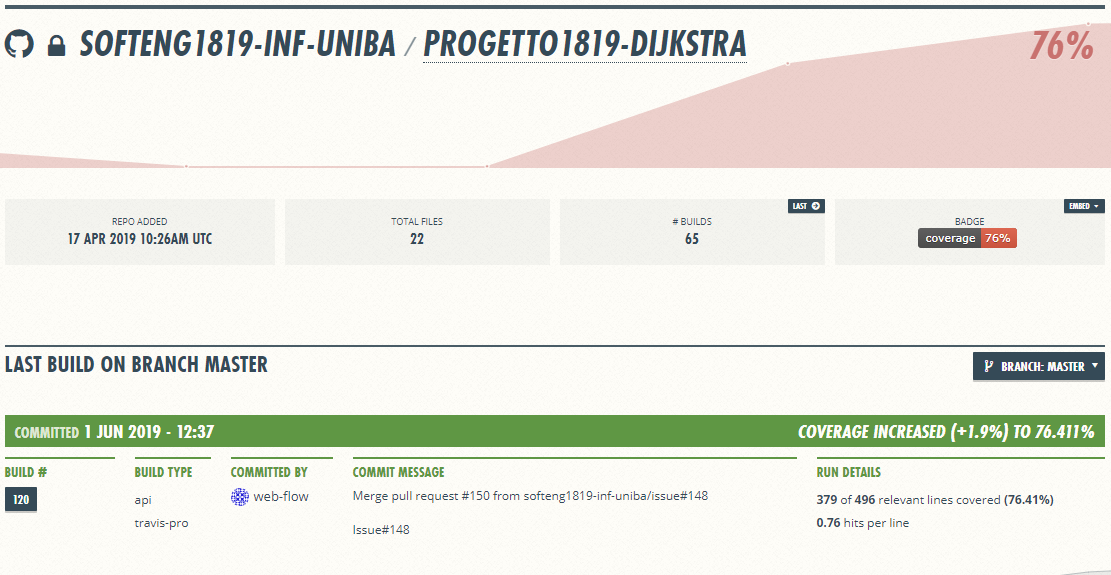 SOFTENG1819-INF-UNIBA / PROGETTO1819-DIJKSTRA
76%
LAST
EMBED
REPO ADDED
TOTAL FILES
# BUILDS
BADGE
17 APR 2019 10:26AM UTC
22
65
coverage 76%
LAST BUILD ON BRANCH MASTER
BRANCH: MASTER
COMMITTED 1 JUN 2019 - 12:37
COVERAGE INCREASED (+1.9%) TO 76.411%
BUILD #
BUILD TYPE
COMMITTED BY
COMMIT MESSAGE
RUN DETAILS
120
api
travis-pro
web-flow
Merge pull request #150 from softeng1819-inf-uniba/issue#148
Issue#148
379 of 496 relevant lines covered (76.41%)
0.76 hits per line